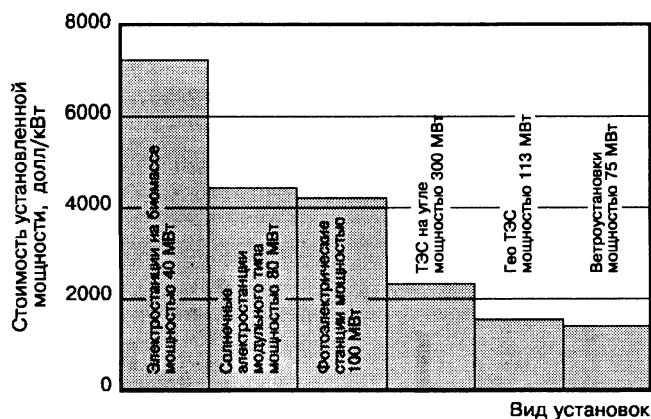 Стоимость установленной
мощности, долл/кВт
8000
6000
4000
2000
0
Электростанции на биомассе
мощностью 40 МВт
Солнечные
электростанции
модульного типа
мощностью 80 МВт
Фотоэлектрические
станции мощностью
100 МВт
ТЭС на угле
мощностью 300 МВт
Гео ТЭС
мощностью 113 МВт
Ветроустановки
мощностью 75 МВт
Вид установок